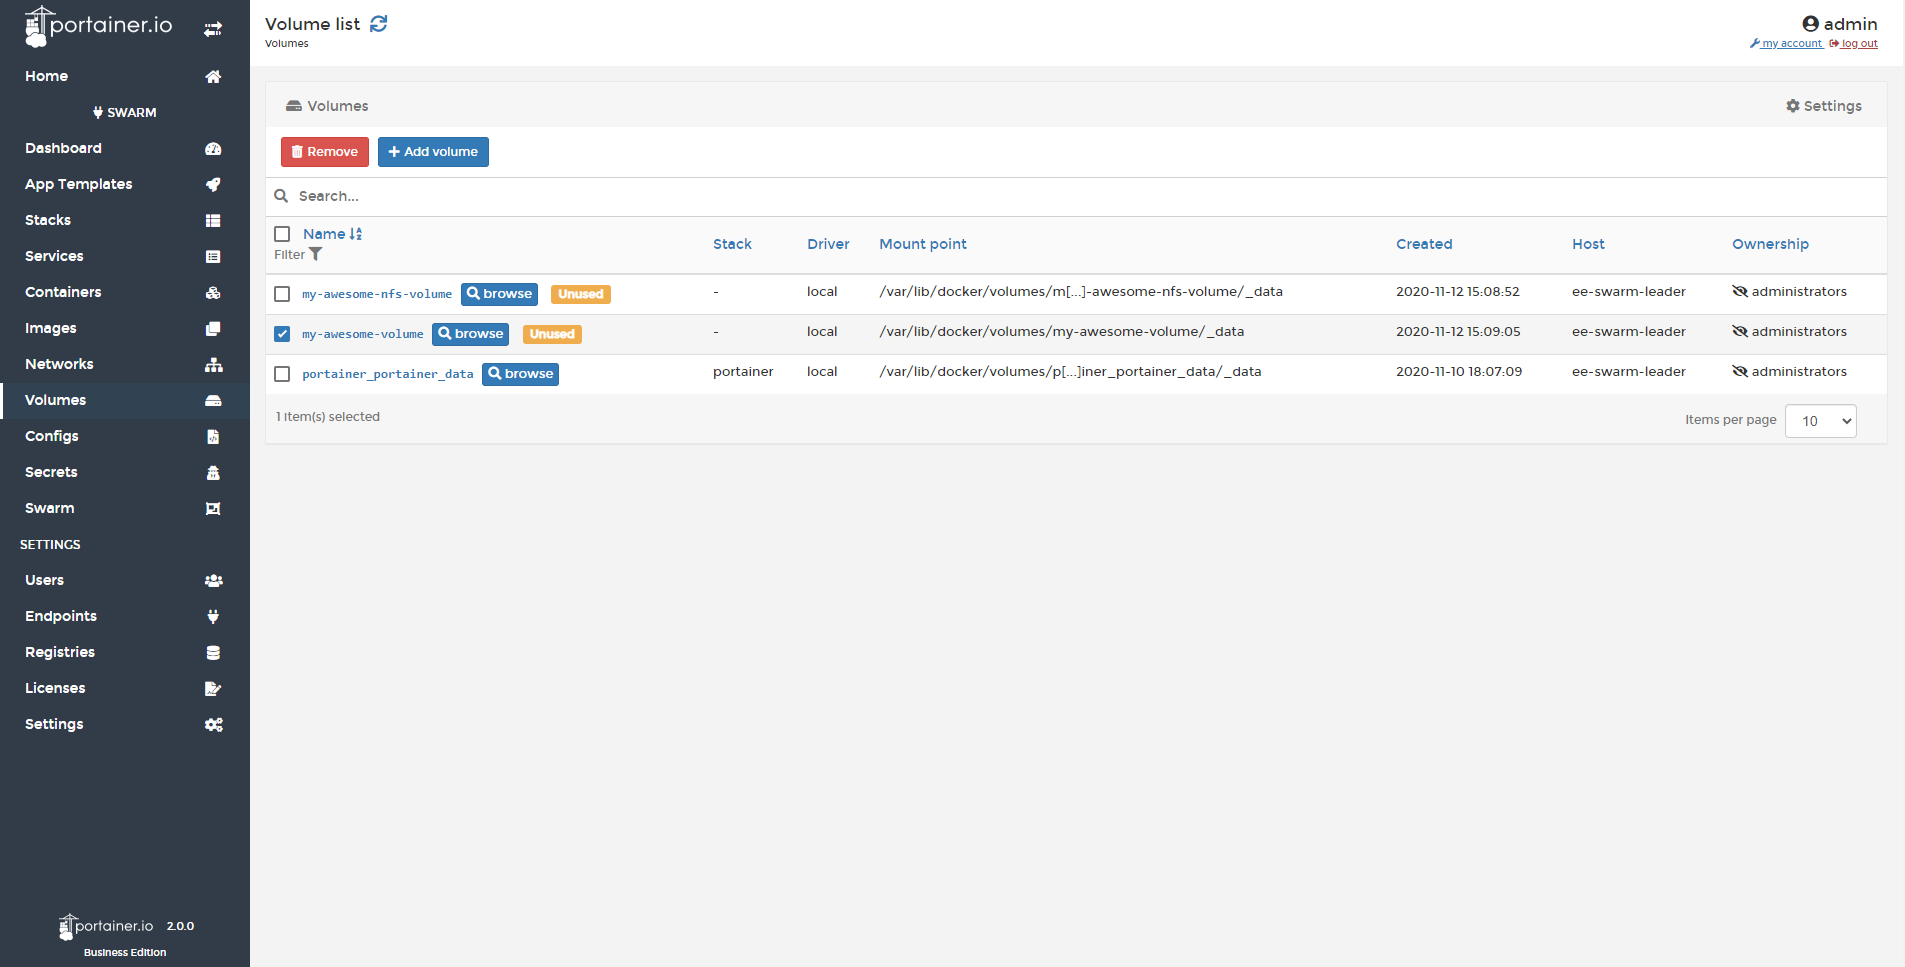 portainer.io
Home
SWARM
Dashboard
App Templates
Stacks
Services
Containers
Images
Networks
Volumes
Configs
Secrets
Swarm
SETTINGS
Users
Endpoints
Registries
Licenses
Settings
portainer.io 2.0.0
Business Edition
Volume list
Volumes
admin
my account log out
Volumes Settings
Remove Add volume
Search...
Name Stack Driver Mount point Created Host Ownership
Filter
my-awesome-nfs-volume browse Unused - local /var/lib/docker/volumes/m[...]-awesome-nfs-volume/_data 2020-11-12 15:08:52 ee-swarm-leader administrators
my-awesome-volume browse Unused - local /var/lib/docker/volumes/my-awesome-volume/_data 2020-11-12 15:09:05 ee-swarm-leader administrators
portainer_portainer_data browse portainer local /var/lib/docker/volumes/p[...]iner_portainer_data/_data 2020-11-10 18:07:09 ee-swarm-leader administrators
1 item(s) selected
Items per page 10